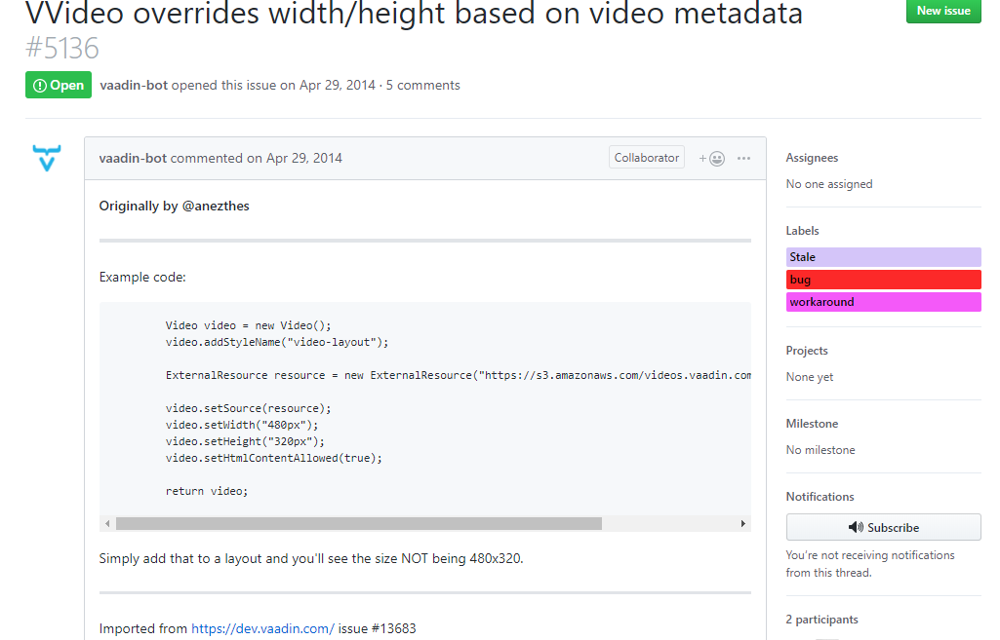 VVideo overrides width/height based on video metadata
#5136
New issue
Open
vaadin-bot opened this issue on Apr 29, 2014 · 5 comments
vaadin-bot commented on Apr 29, 2014
Collaborator
Originally by @anezthes
Example code:
Video video = new Video();
video.addStyleName("video-layout");
ExternalResource resource = new ExternalResource("https://s3.amazonaws.com/videos.vaadin.com
video.setSource(resource);
video.setWidth("480px");
video.setHeight("320px");
video.setHtmlContentAllowed(true);
return video;
Simply add that to a layout and you'll see the size NOT being 480x320.
Imported from https://dev.vaadin.com/ issue #13683
Assignees
No one assigned
Labels
Stale
bug
workaround
Projects
None yet
Milestone
No milestone
Notifications
Subscribe
You're not receiving notifications
from this thread.
2 participants